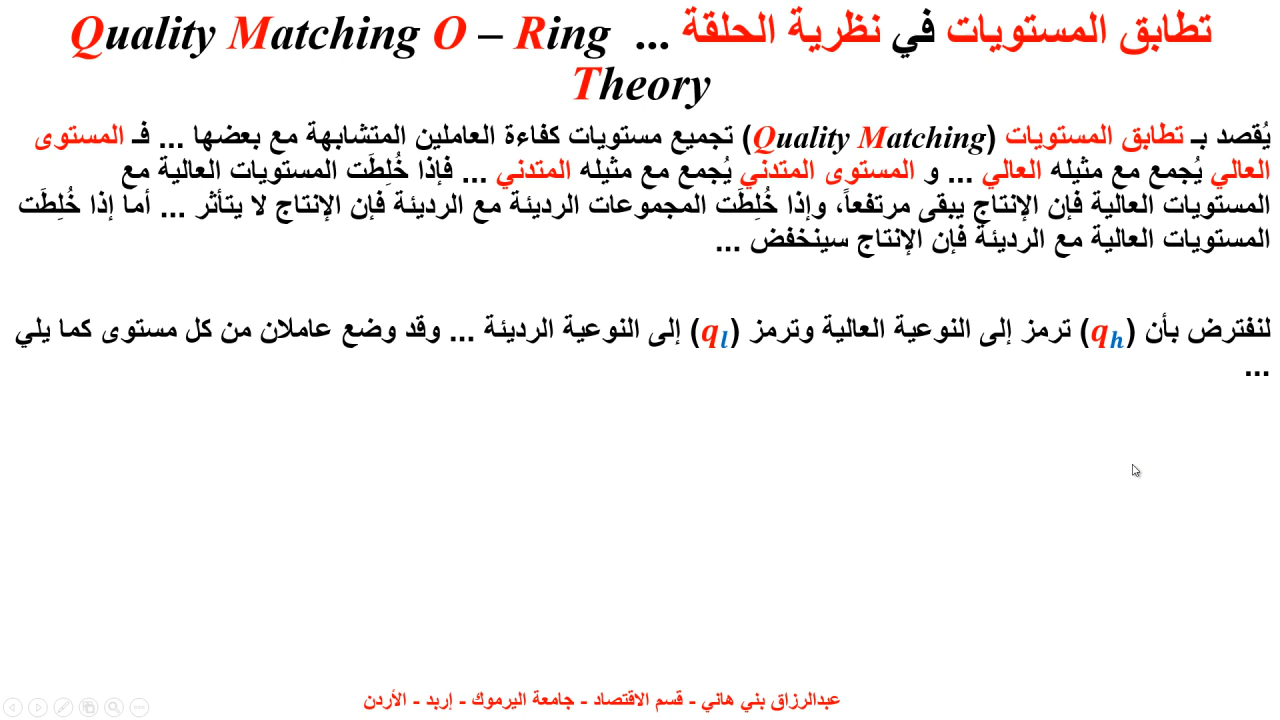 تطابق المستويات في نظرية الحلقة ... Quality Matching O – Ring
Theory
يُقصد بـ تطابق المستويات (Quality Matching) تجميع مستويات كفاءة العاملين المتشابهة مع بعضها ... فـ المستوى
العالي يُجمع مع مثيله العالي ... و المستوى المتدني يُجمع مع مثيله المتدني ... فإذا خُلِطَت المستويات العالية مع
المستويات العالية فإن الإنتاج يبقى مرتفعاً، وإذا خُلِطَت المجموعات الرديئة مع الرديئة فإن الإنتاج لا يتأثر ... أما إذا خُلِطَت
المستويات العالية مع الرديئة فإن الإنتاج سينخفض ...
لنفترض بأن (qh) ترمز إلى النوعية العالية وترمز (ql) إلى النوعية الرديئة ... وقد وضع عاملان من كل مستوى كما يلي
...
عبدالرزاق بني هاني - قسم الاقتصاد - جامعة اليرموك - إربد - الأردن